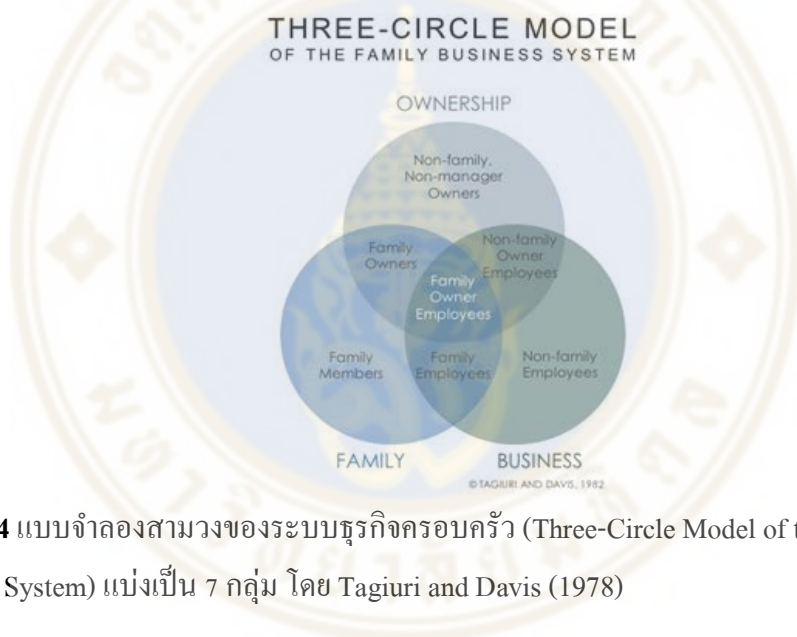 THREE-CIRCLE MODEL
OF THE FAMILY BUSINESS SYSTEM
OWNERSHIP
Non-family,
Non-manager
Owners
Family
Owners
Non-family
Owner
Employees
Family
Owner
Employees
Family
Members
Family
Employees
Non-family
Employees
FAMILY
BUSINESS
© TAGIURI AND DAVIS, 1982
4 แบบจำลองสามวงของระบบธุรกิจครอบครัว (Three-Circle Model of t
System) แบ่งเป็น 7 กลุ่ม โดย Tagiuri and Davis (1978)